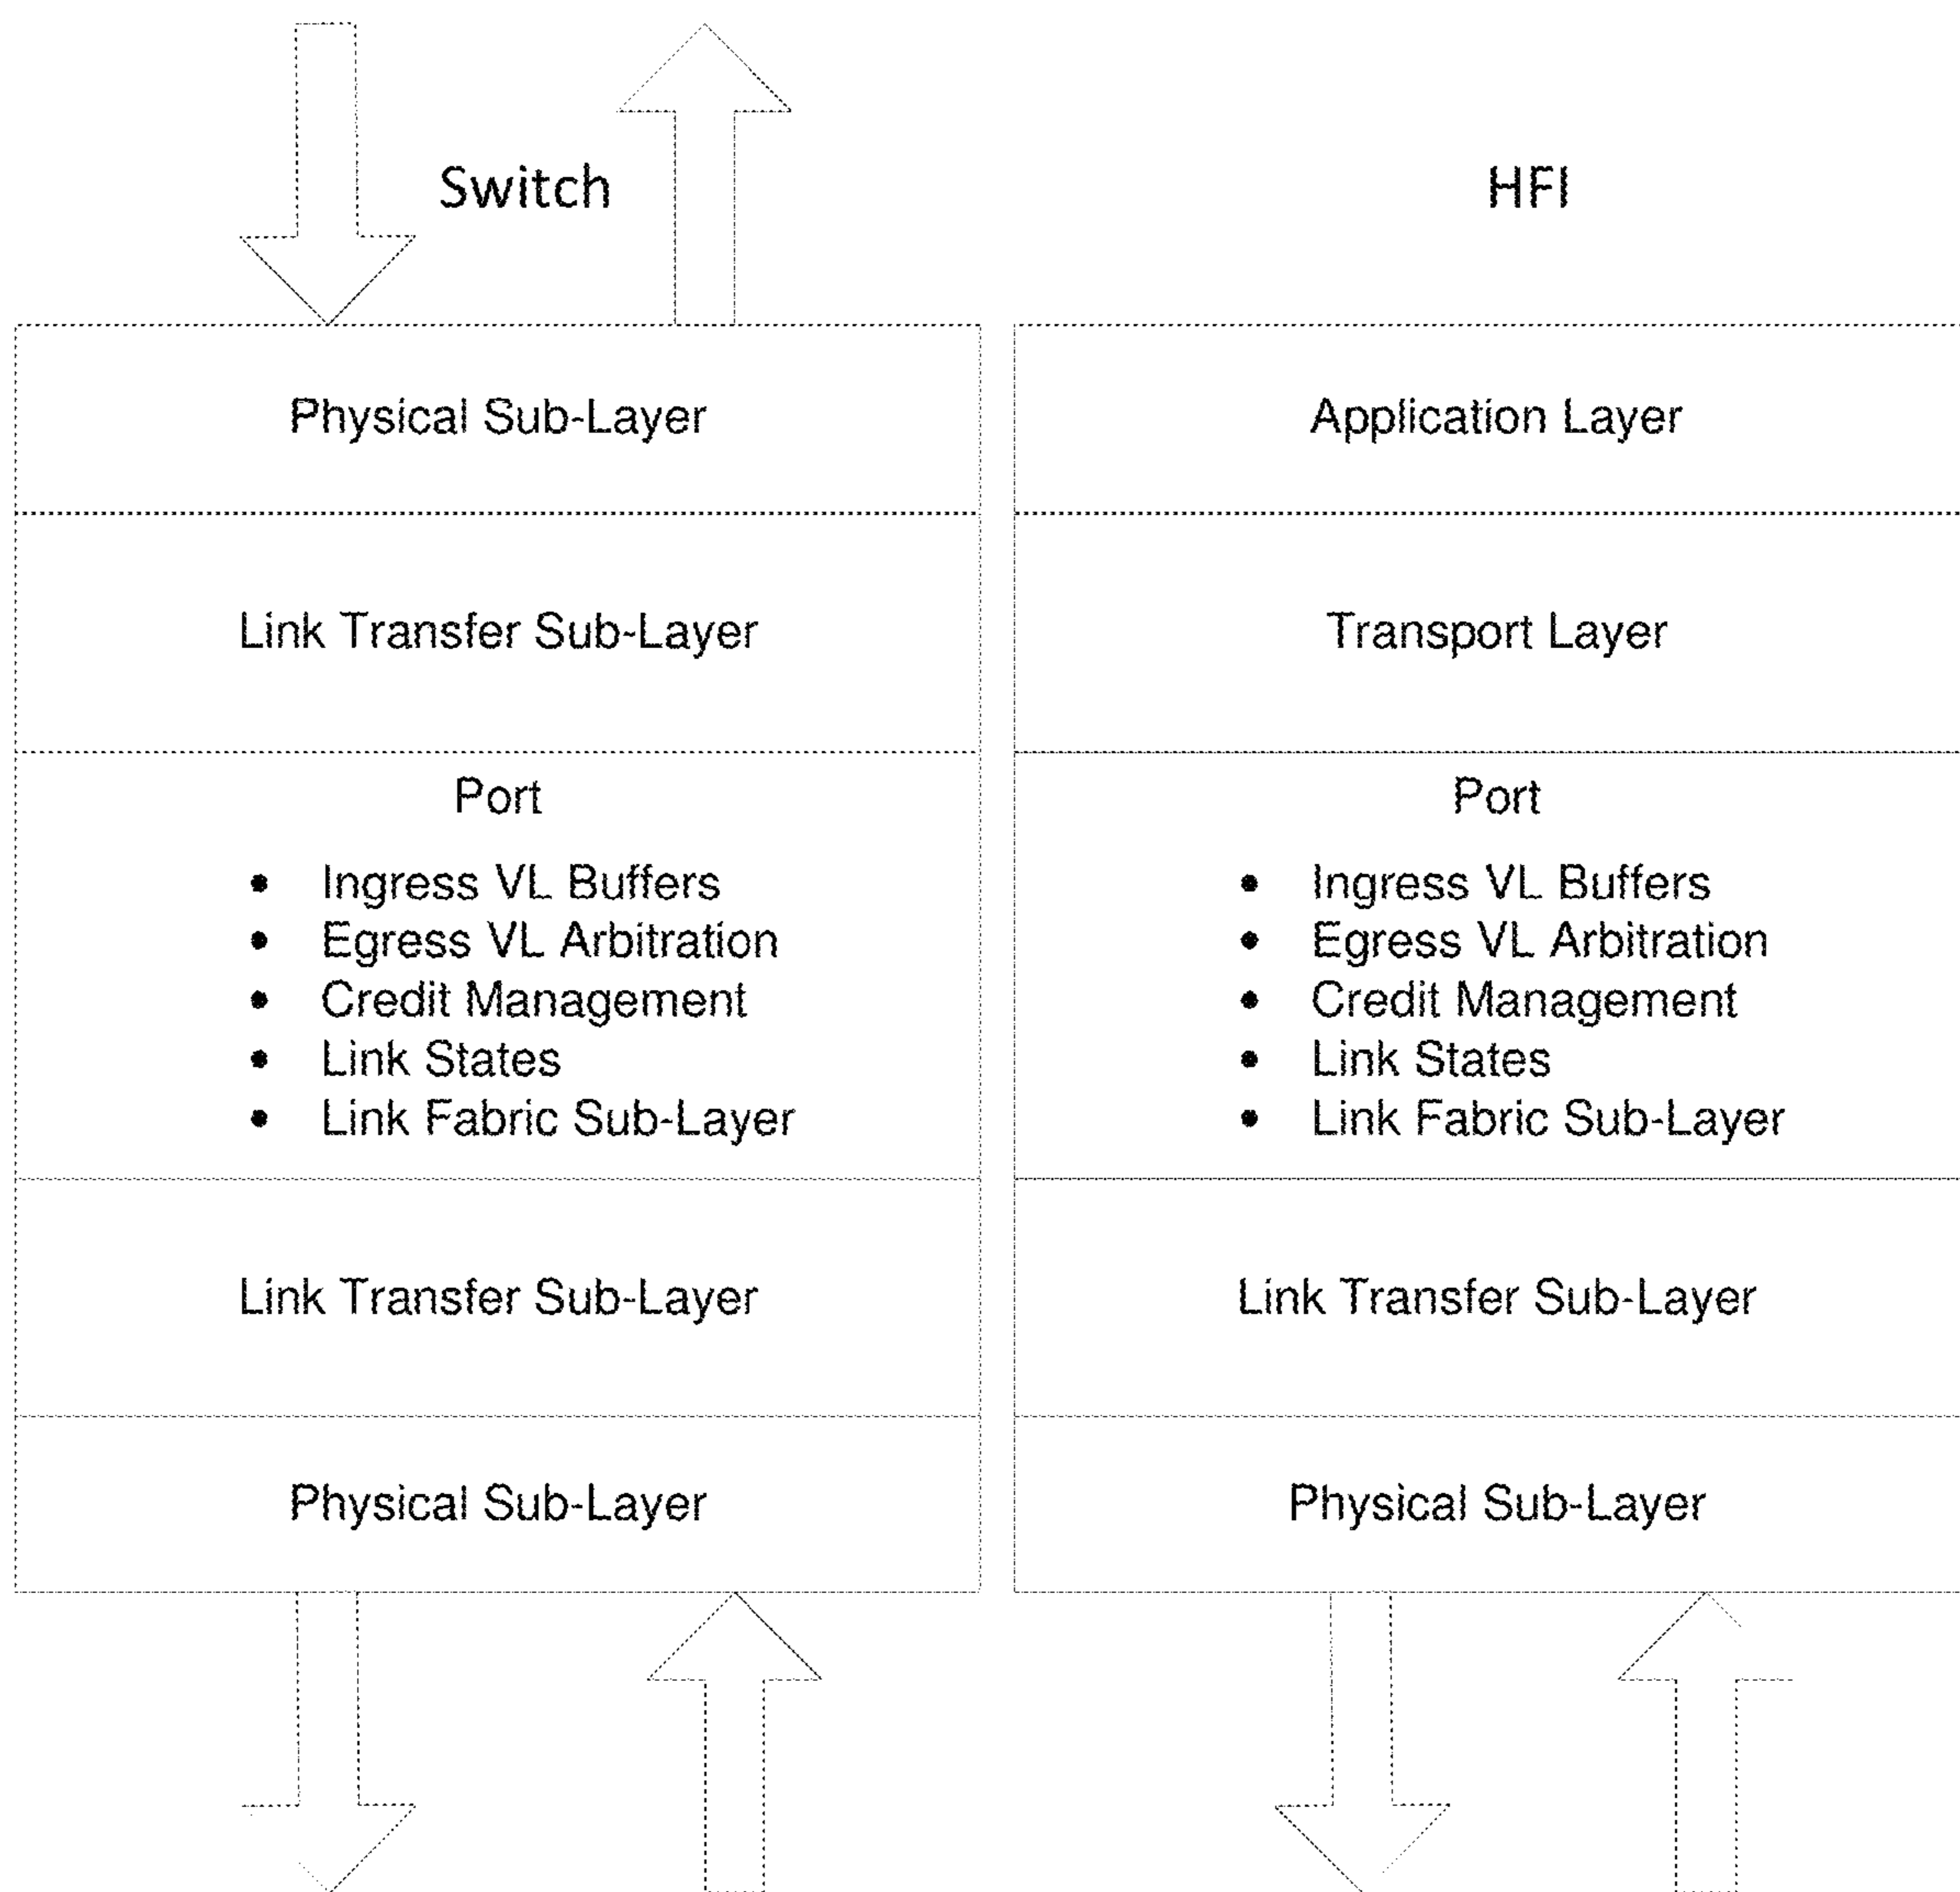 Switch
HFI
Physical Sub-Layer
Link Transfer Sub-Layer
Port
• Ingress VL Buffers
• Egress VL Arbitration
• Credit Management
• Link States
• Link Fabric Sub-Layer
Link Transfer Sub-Layer
Physical Sub-Layer
Application Layer
Transport Layer
Port
• Ingress VL Buffers
• Egress VL Arbitration
• Credit Management
• Link States
• Link Fabric Sub-Layer
Link Transfer Sub-Layer
Physical Sub-Layer